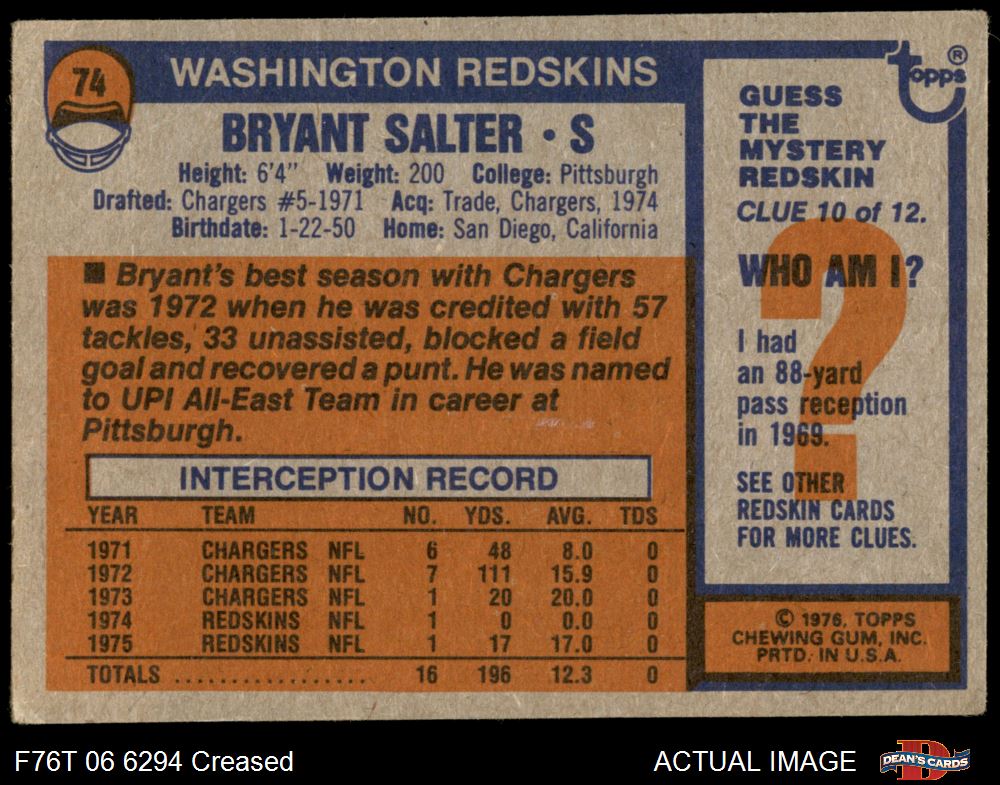 74
WASHINGTON REDSKINS
BRYANT SALTER • S
Height: 6'4" Weight: 200 College: Pittsburgh
Drafted: Chargers #5-1971 Acq: Trade, Chargers, 1974
Birthdate: 1-22-50 Home: San Diego, California
■ Bryant's best season with Chargers
was 1972 when he was credited with 57
tackles, 33 unassisted, blocked a field
goal and recovered a punt. He was named
to UPI All-East Team in career at
Pittsburgh.
INTERCEPTION RECORD
YEAR TEAM NO. YDS. AVG. TDS
1971 CHARGERS NFL 6 48 8.0 0
1972 CHARGERS NFL 7 111 15.9 0
1973 CHARGERS NFL 1 20 20.0 0
1974 REDSKINS NFL 1 0 0.0 0
1975 REDSKINS NFL 1 17 17.0 0
TOTALS ................. 16 196 12.3 0
topps ®
GUESS
THE
MYSTERY
REDSKIN
CLUE 10 of 12.
?
WHO AM I?
I had
an 88-yard
pass reception
in 1969.
SEE OTHER
REDSKIN CARDS
FOR MORE CLUES.
© 1976, TOPPS
CHEWING GUM, INC.
PRTD. IN U.S.A.
F76T 06 6294 Creased
ACTUAL IMAGE
D
DEAN'S CARDS